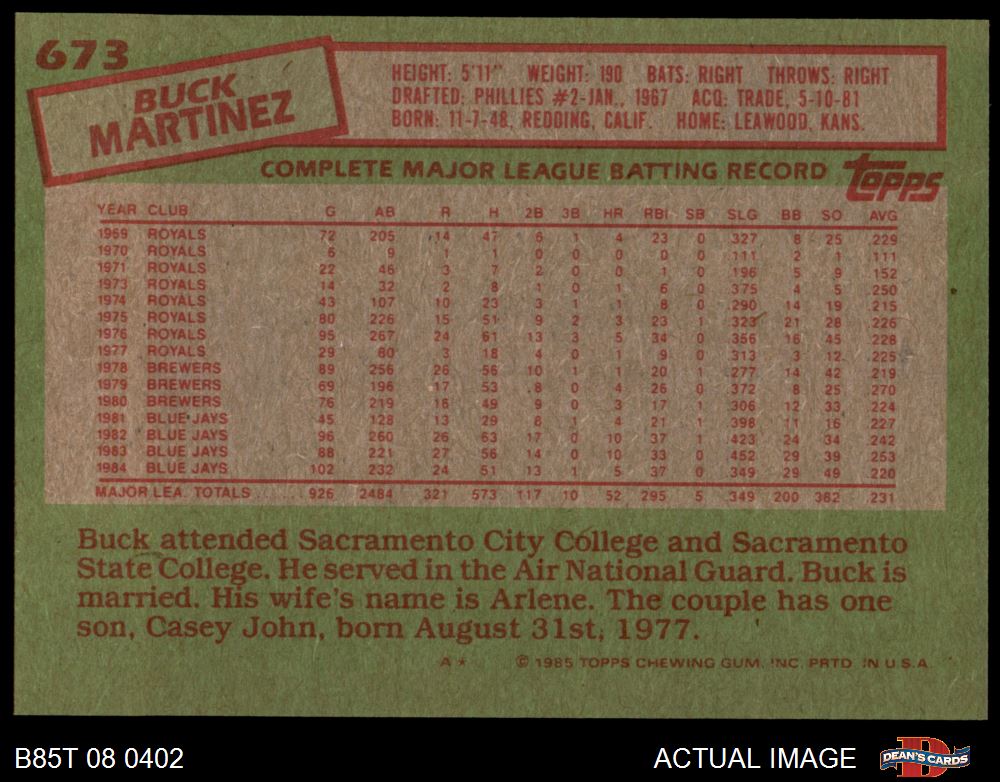 673
BUCK
MARTINEZ
HEIGHT: 5'11" WEIGHT: 190 BATS: RIGHT THROWS: RIGHT
DRAFTED: PHILLIES #2-JAN., 1967 ACQ: TRADE, 5-10-81
BORN: 11-7-48, REDDING, CALIF. HOME: LEAWOOD, KANS.
COMPLETE MAJOR LEAGUE BATTING RECORD
TOPPS
YEAR CLUB G AB R H 2B 3B HR RBI SB SLG BB SO AVG
1969 ROYALS 72 205 14 47 6 1 4 23 0 .327 8 25 .229
1970 ROYALS 6 9 1 1 0 0 0 0 0 .111 2 1 .111
1971 ROYALS 22 46 3 7 2 0 0 1 0 .196 5 9 .152
1973 ROYALS 14 32 2 8 1 0 1 6 0 .375 4 5 .250
1974 ROYALS 43 107 10 23 3 1 1 8 0 .290 14 19 .215
1975 ROYALS 80 226 15 51 9 2 3 23 1 .323 21 28 .226
1976 ROYALS 95 267 24 61 13 3 5 34 0 .356 16 45 .228
1977 ROYALS 29 80 3 18 4 0 1 9 0 .313 3 12 .225
1978 BREWERS 89 256 26 56 10 1 1 20 1 .277 14 42 .219
1979 BREWERS 69 196 17 53 8 0 4 26 0 .372 8 25 .270
1980 BREWERS 76 219 16 49 9 0 3 17 1 .306 12 33 .224
1981 BLUE JAYS 45 128 13 29 8 1 4 21 1 .398 11 16 .227
1982 BLUE JAYS 96 260 26 63 17 0 10 37 1 .423 24 34 .242
1983 BLUE JAYS 88 221 27 56 14 0 10 33 0 .452 29 39 .253
1984 BLUE JAYS 102 232 24 51 13 1 5 37 0 .349 29 49 .220
MAJOR LEA. TOTALS ...... 926 2484 321 573 117 10 52 295 5 .349 200 382 .231
Buck attended Sacramento City College and Sacramento
State College. He served in the Air National Guard. Buck is
married. His wife's name is Arlene. The couple has one
son, Casey John, born August 31st, 1977.
A * © 1985 TOPPS CHEWING GUM, INC. PRTD. IN U.S.A.
B85T 08 0402 ACTUAL IMAGE DEAN'S CARDS